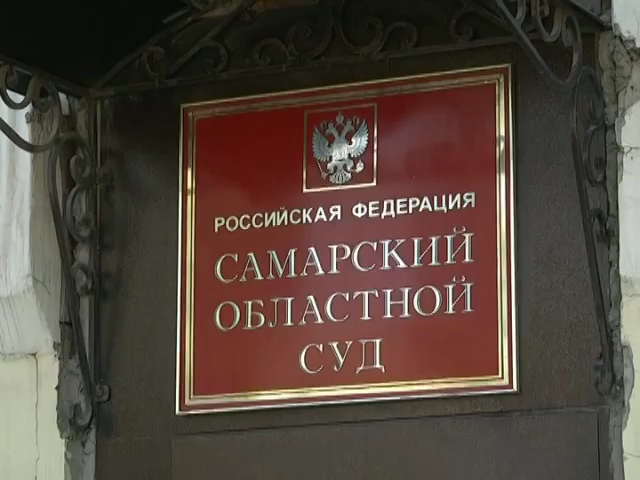 РОССИЙСКАЯ ФЕДЕРАЦИЯ
САМАРСКИЙ
ОБЛАСТНОЙ
СУД